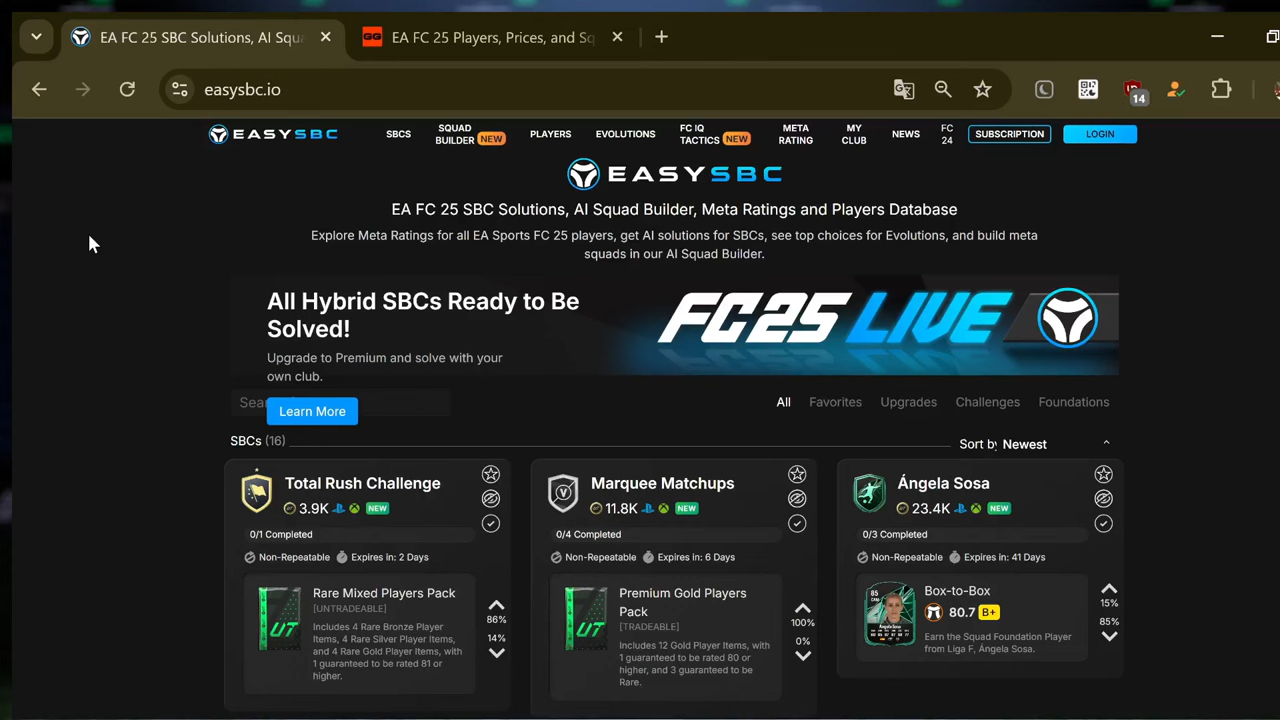 EA FC 25 SBC Solutions, AI Squa
EA FC 25 Players, Prices, and Sq
easysbc.io
14
EASYSBC
SBCS
SQUAD BUILDER NEW
PLAYERS
EVOLUTIONS
FC IQ TACTICS NEW
META RATING
MY CLUB
NEWS
FC 24
SUBSCRIPTION
LOGIN
EASYSBC
EA FC 25 SBC Solutions, AI Squad Builder, Meta Ratings and Players Database
Explore Meta Ratings for all EA Sports FC 25 players, get AI solutions for SBCs, see top choices for Evolutions, and build meta
squads in our AI Squad Builder.
All Hybrid SBCs Ready to Be
Solved!
Upgrade to Premium and solve with your
own club.
Learn More
FC25 LIVE
All Favorites Upgrades Challenges Foundations
SBCs (16)
Sort by Newest
Total Rush Challenge
3.9K NEW
0/1 Completed
Non-Repeatable Expires in: 2 Days
UT
Rare Mixed Players Pack
[UNTRADEABLE]
Includes 4 Rare Bronze Player
Items, 4 Rare Silver Player Items,
and 4 Rare Gold Player Items, with
1 guaranteed to be rated 81 or
higher.
86%
14%
Marquee Matchups
11.8K NEW
0/4 Completed
Non-Repeatable Expires in: 6 Days
UT
Premium Gold Players
Pack
[TRADEABLE]
Includes 12 Gold Player Items, with
1 guaranteed to be rated 80 or
higher, and 3 guaranteed to be
Rare.
100%
0%
Ángela Sosa
23.4K NEW
0/3 Completed
Non-Repeatable Expires in: 41 Days
85
Ángela Sosa
Box-to-Box
80.7 B+
Earn the Squad Foundation Player
from Liga F, Ángela Sosa.
15%
85%